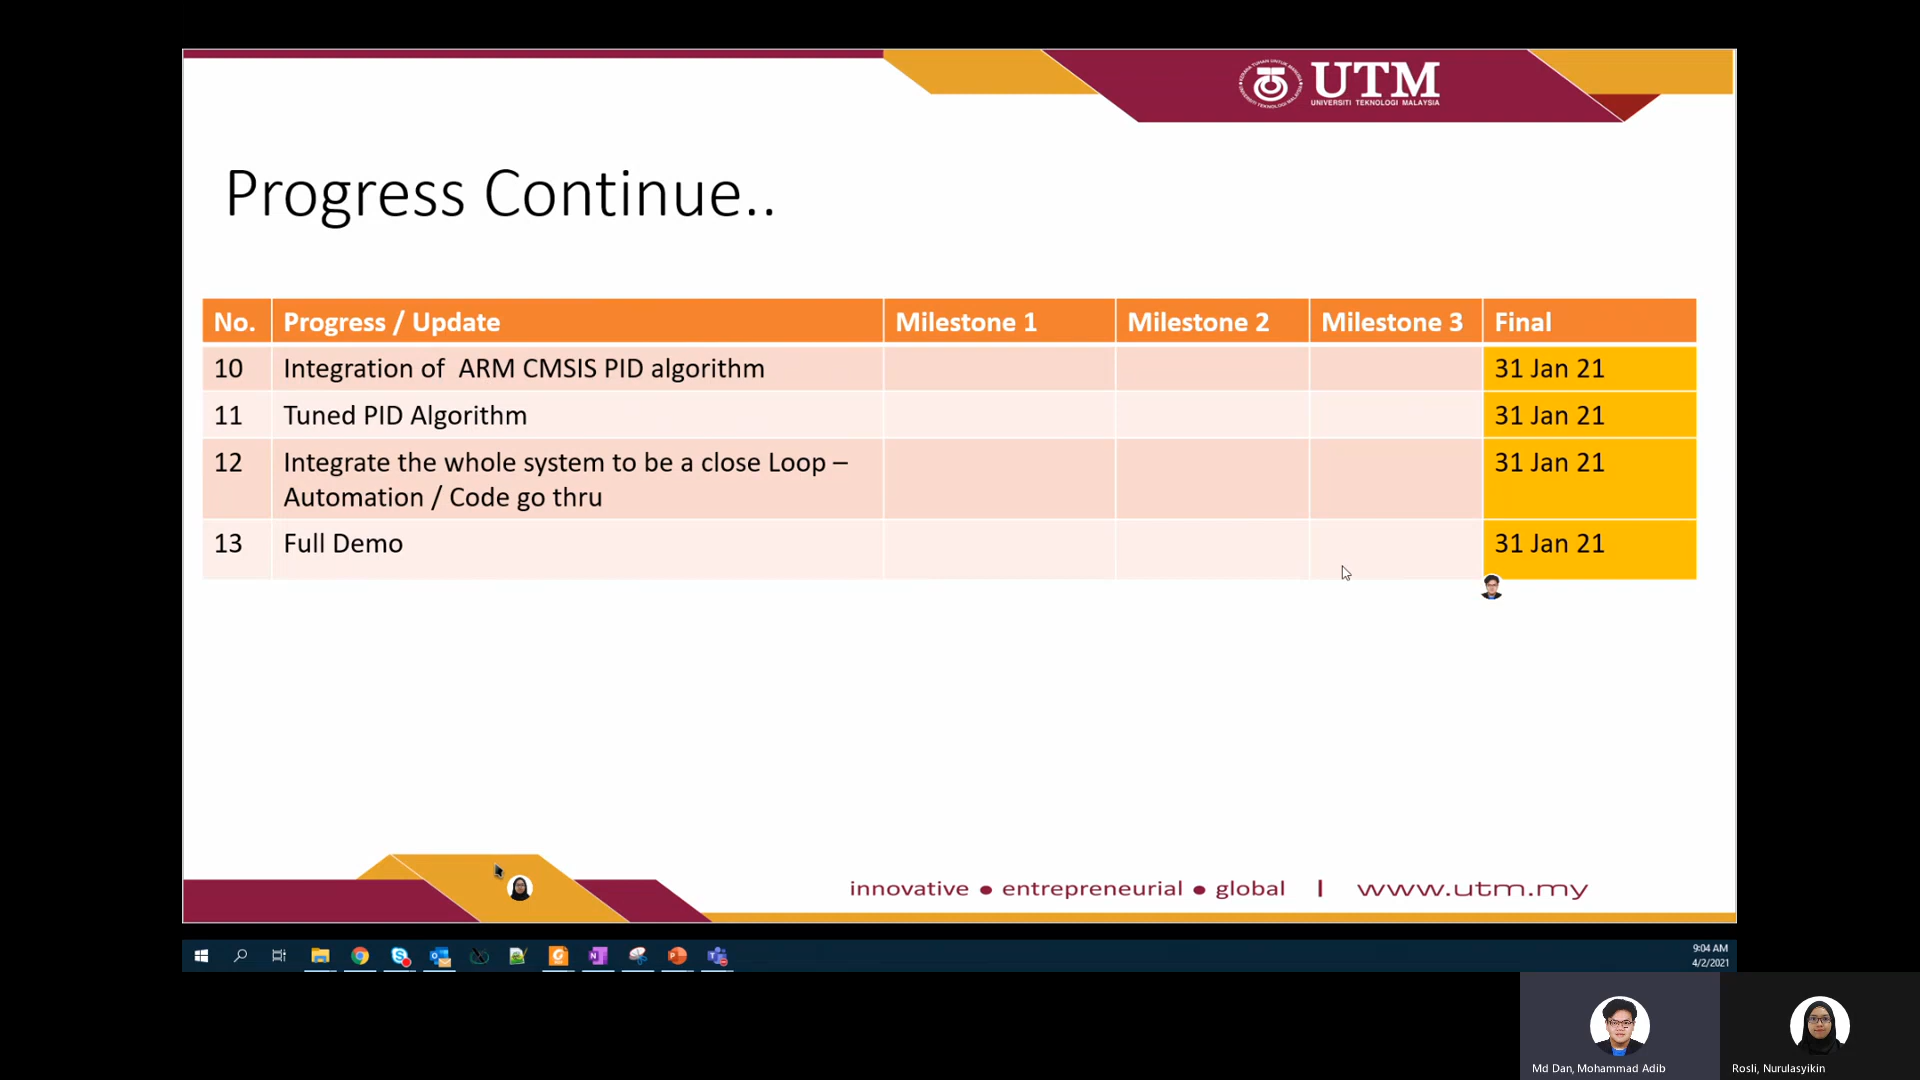 UTM
UNIVERSITI TEKNOLOGI MALAYSIA
Progress Continue..
No. Progress / Update Milestone 1 Milestone 2 Milestone 3 Final
10 Integration of ARM CMSIS PID algorithm 31 Jan 21
11 Tuned PID Algorithm 31 Jan 21
12 Integrate the whole system to be a close Loop – 31 Jan 21
Automation / Code go thru
13 Full Demo 31 Jan 21
innovative ● entrepreneurial ● global | www.utm.my
9:04 AM
4/2/2021
Md Dan, Mohammad Adib
Rosli, Nurulasyikin